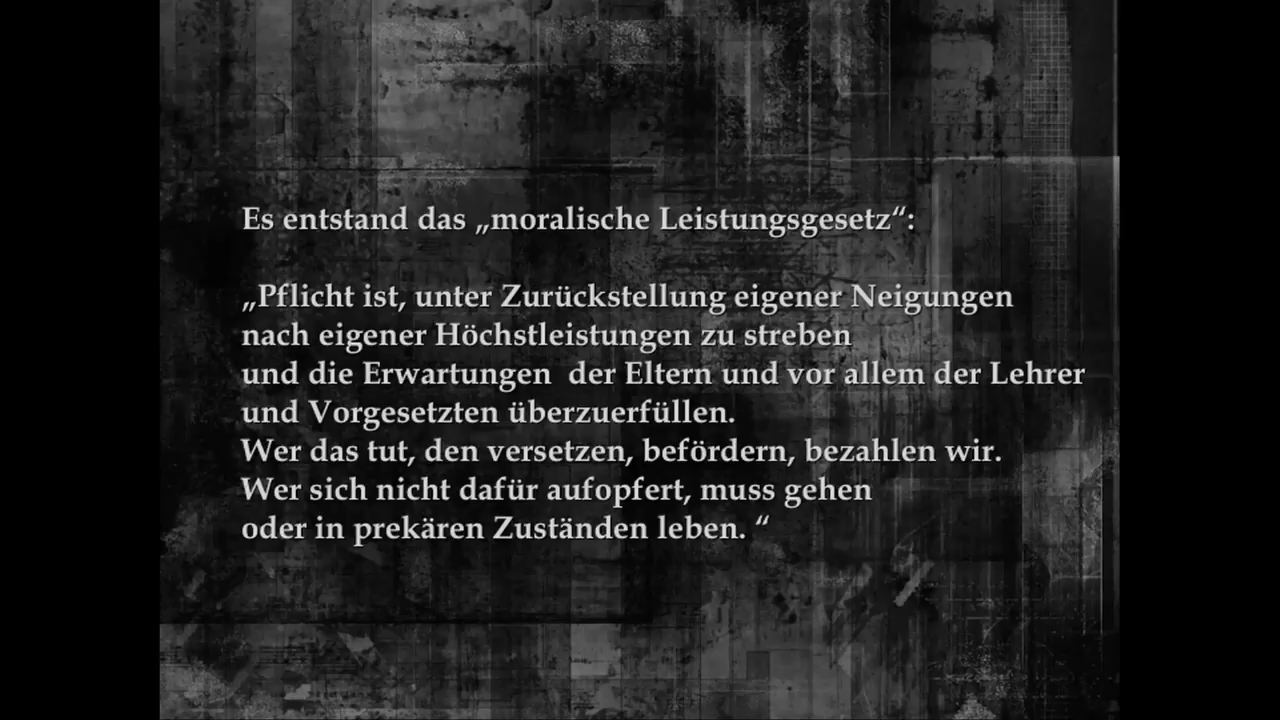 Es entstand das „moralische Leistungsgesetz“:
„Pflicht ist, unter Zurückstellung eigener Neigungen
nach eigener Höchstleistungen zu streben
und die Erwartungen  der Eltern und vor allem der Lehrer
und Vorgesetzten überzuerfüllen.
Wer das tut, den versetzen, befördern, bezahlen wir.
Wer sich nicht dafür aufopfert, muss gehen
oder in prekären Zuständen leben. “